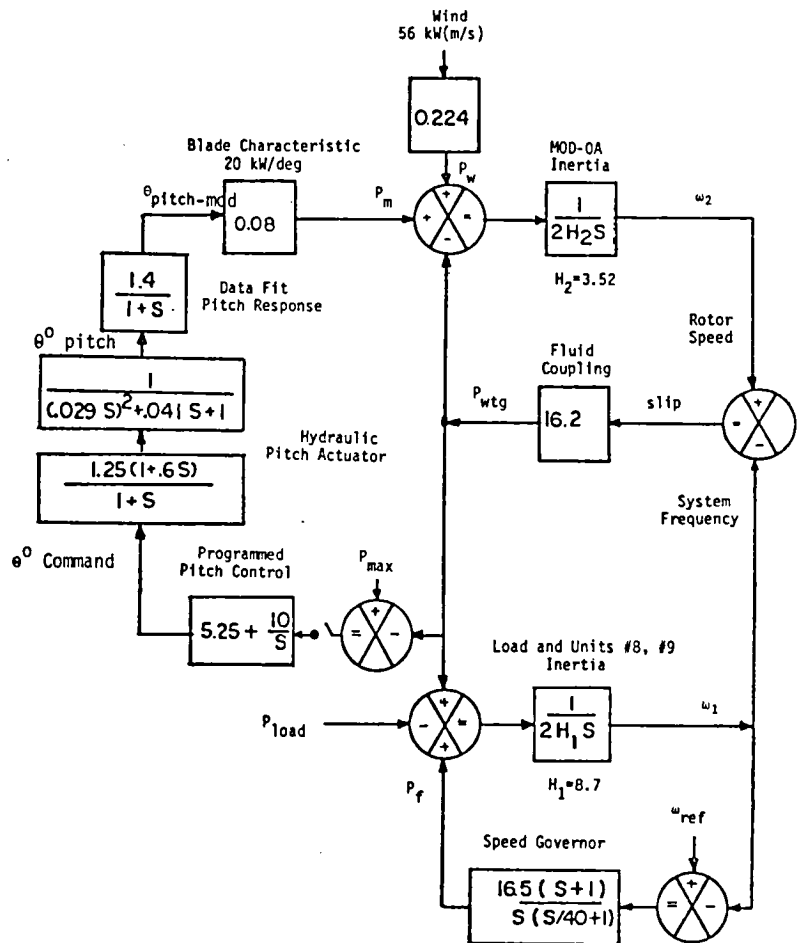 Wind
56 kW(m/s)
0.224
Blade Characteristic
20 kW/deg
θpitch-mod
0.08
Pm
Pw
+
+
=
-
MOD-OA
Inertia
1
2H2S
H2=3.52
ω2
1.4
1+S
Data Fit
Pitch Response
θ° pitch
1
(.029 S)²+.041 S+1
Hydraulic
Pitch Actuator
1.25(1+.6S)
1+S
θ° Command
Rotor
Speed
Fluid
Coupling
Pwtg
16.2
slip
+
=
-
System
Frequency
Programmed
Pitch Control
5.25 + 10
S
Pmax
+
=
-
Load and Units #8, #9
Inertia
Pload
+
-
=
+
1
2H1S
H1=8.7
ω1
Pf
ωref
Speed Governor
16.5 ( S+1)
S(S/40+1)
+
=
-